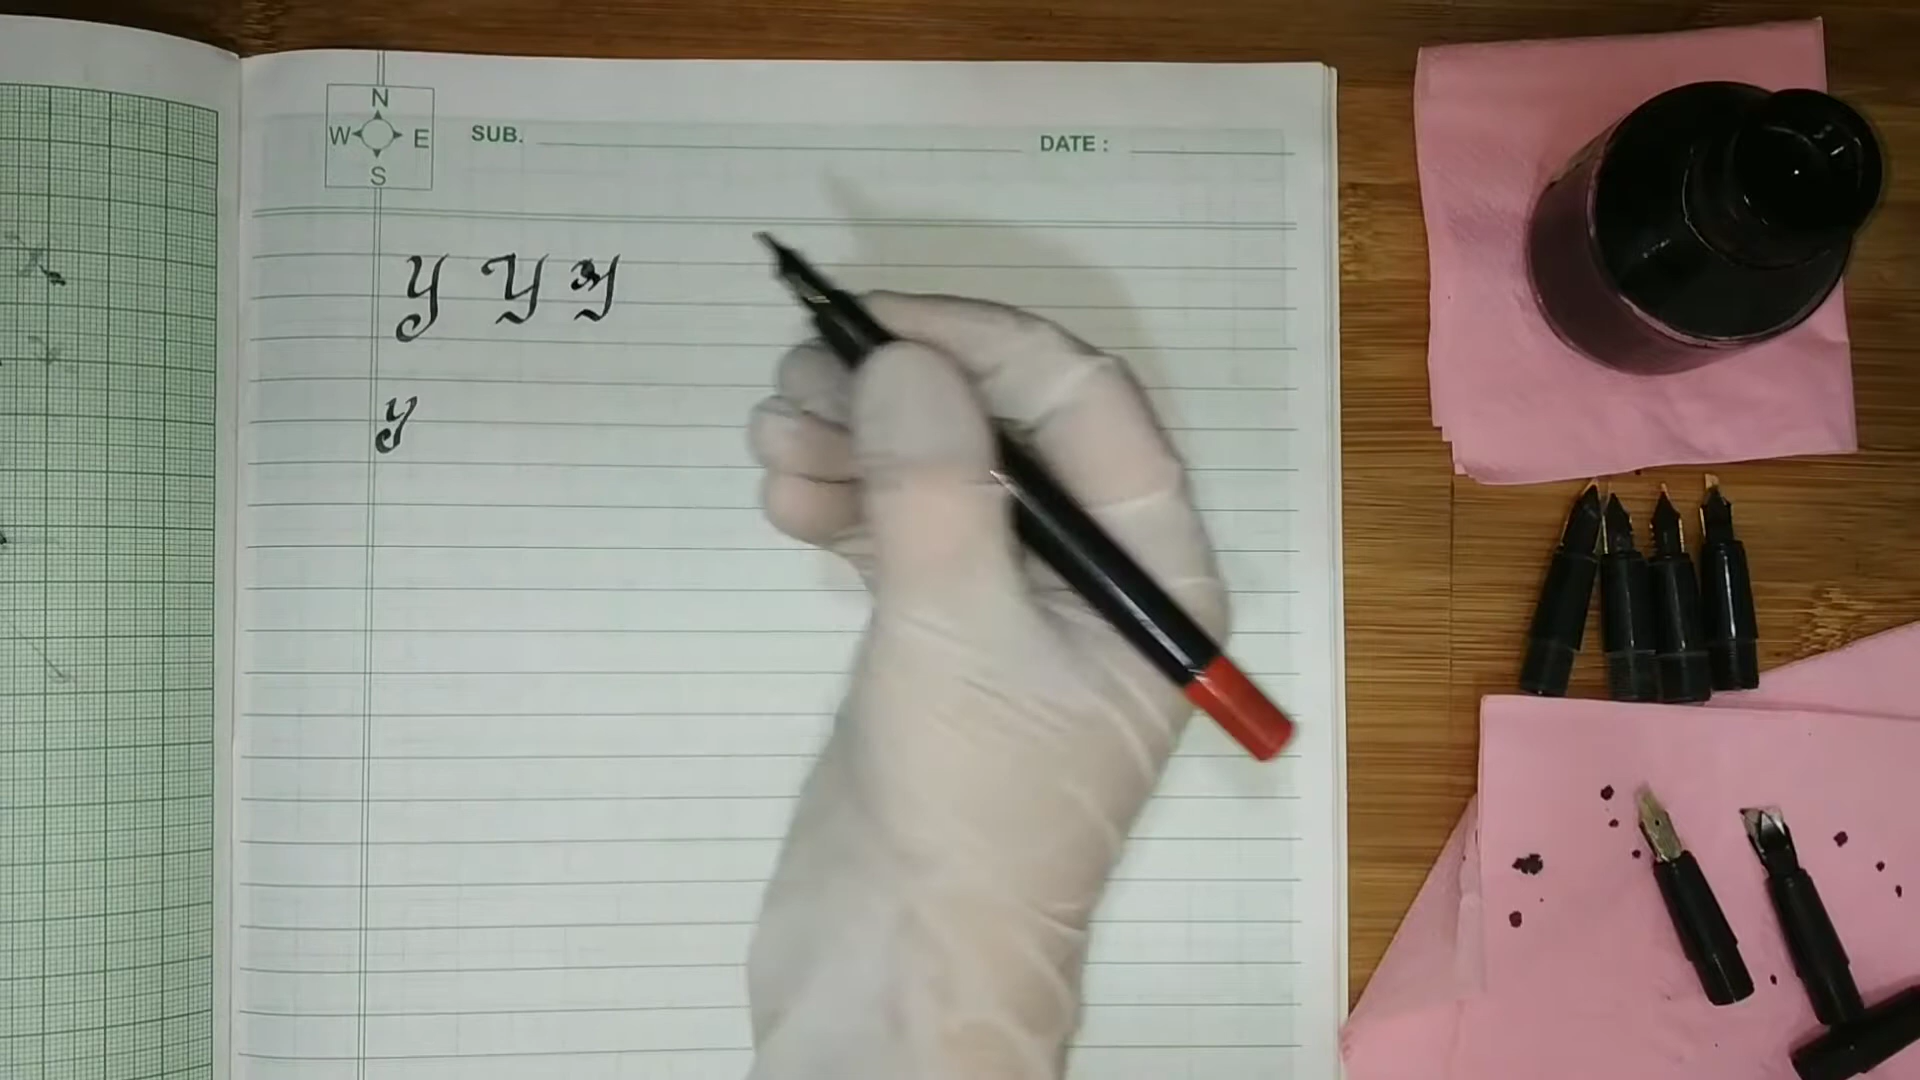 N
W E
S
SUB. DATE :
Y Y Y
y